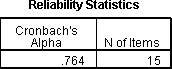 Reliability Statistics
Cronbach's
Alpha
N of Items
.764
15